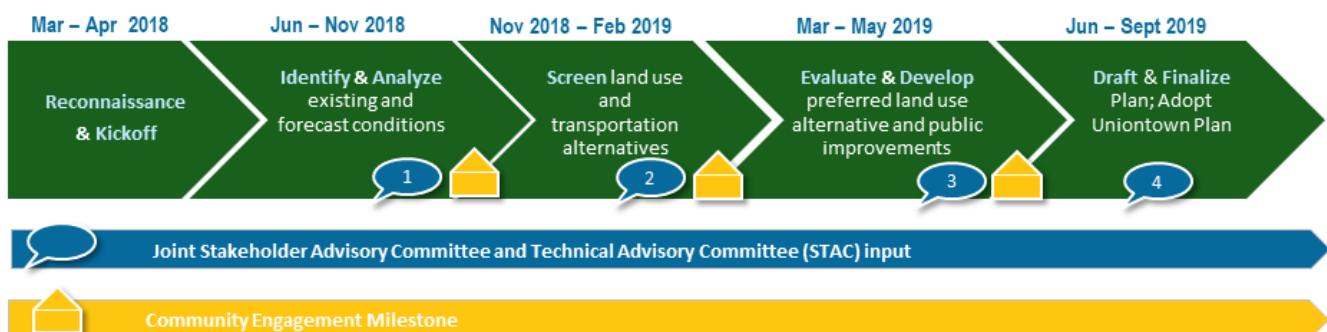 Mar – Apr 2018
Jun – Nov 2018
Nov 2018 – Feb 2019
Mar – May 2019
Jun – Sept 2019
Reconnaissance
& Kickoff
Identify & Analyze
existing and
forecast conditions
1
Screen land use
and
transportation
alternatives
2
Evaluate & Develop
preferred land use
alternative and public
improvements
3
Draft & Finalize
Plan; Adopt
Uniontown Plan
4
Joint Stakeholder Advisory Committee and Technical Advisory Committee (STAC) input
Community Engagement Milestone